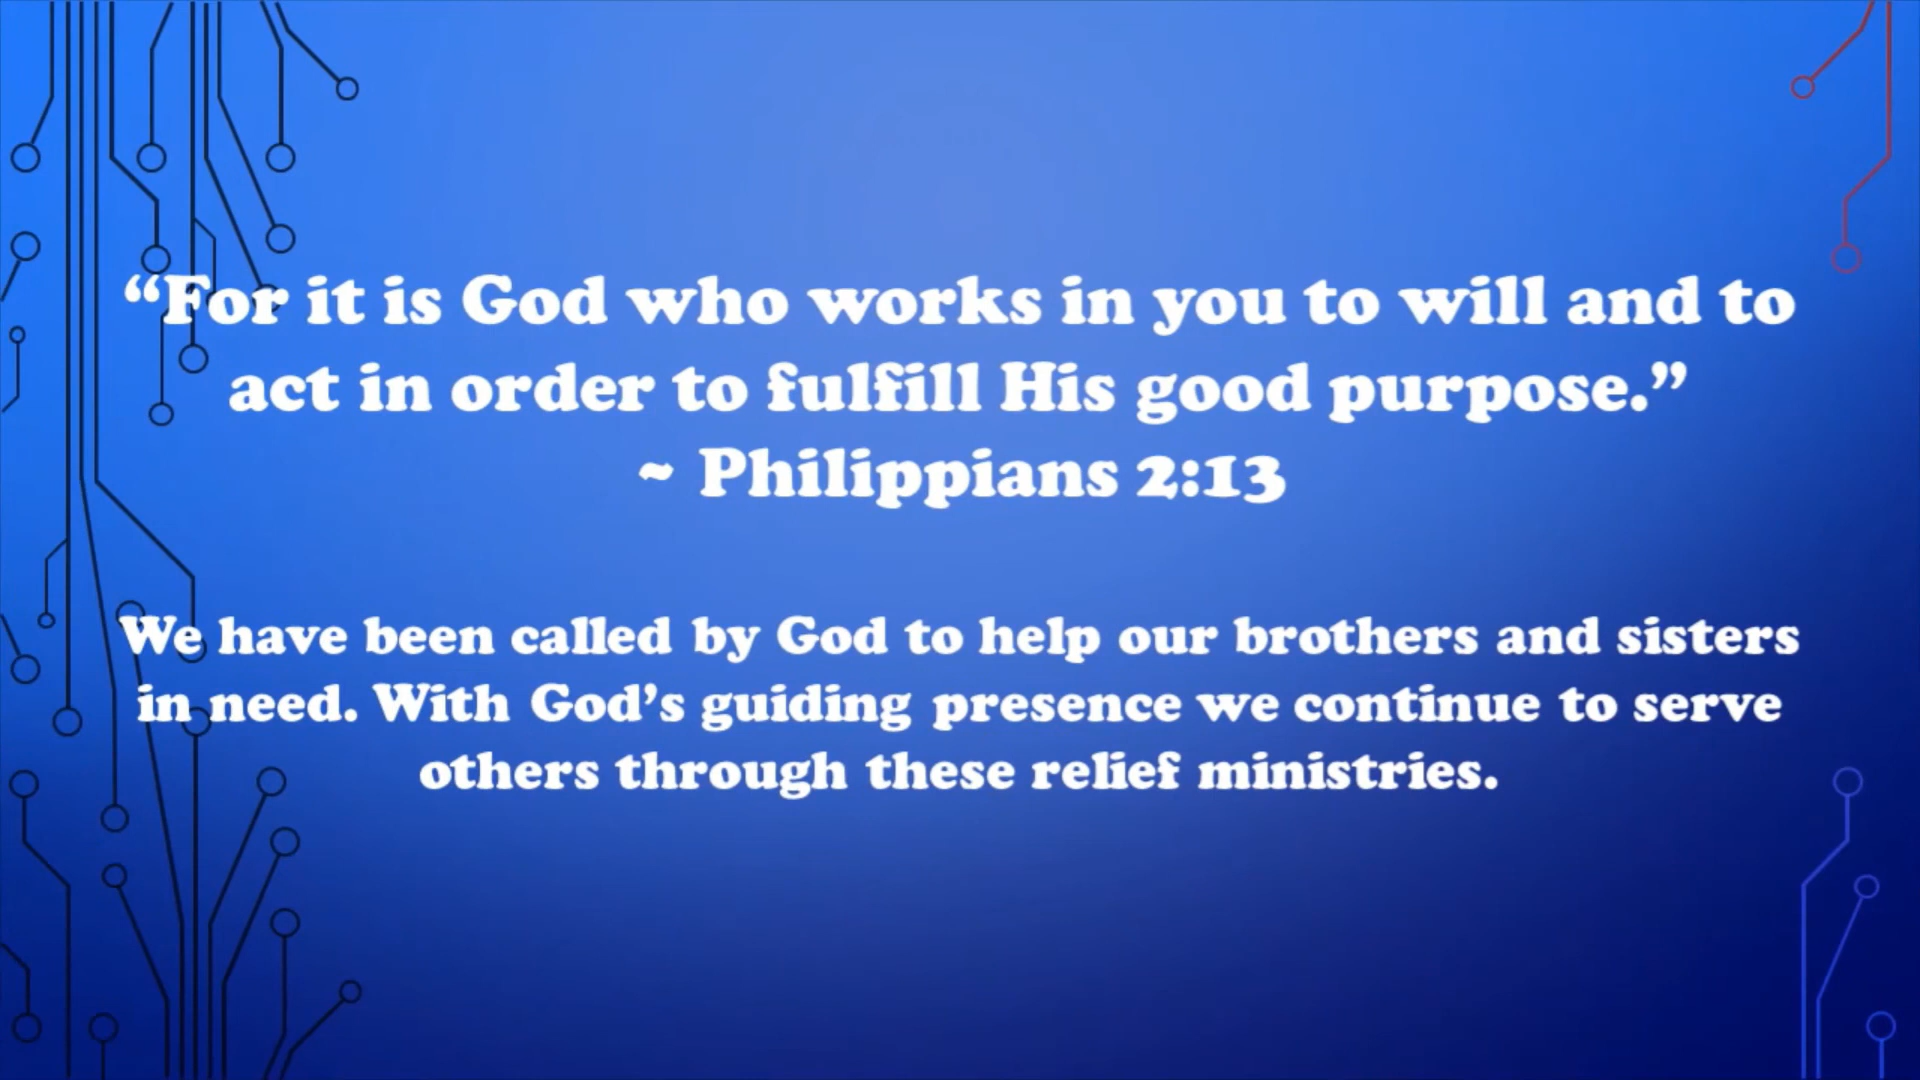 “For it is God who works in you to will and to
act in order to fulfill His good purpose.”
~ Philippians 2:13
We have been called by God to help our brothers and sisters
in need. With God’s guiding presence we continue to serve
others through these relief ministries.